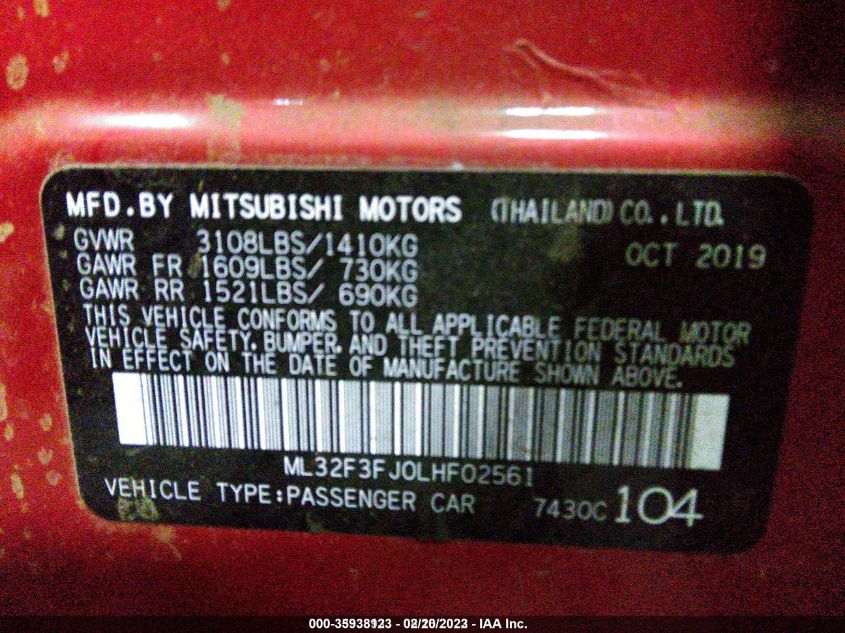 MFD.BY MITSUBISHI MOTORS (THAILAND) CO.,LTD.
GVWR 3108LBS/1410KG OCT 2019
GAWR FR 1609LBS/ 730KG
GAWR RR 1521LBS/ 690KG
THIS VEHICLE CONFORMS TO ALL APPLICABLE FEDERAL MOTOR
VEHICLE SAFETY, BUMPER, AND THEFT PREVENTION STANDARDS
IN EFFECT ON THE DATE OF MANUFACTURE SHOWN ABOVE.
ML32F3FJ0LHF02561
VEHICLE TYPE:PASSENGER CAR 7430C 104
000-35938923 - 02/20/2023 - IAA Inc.